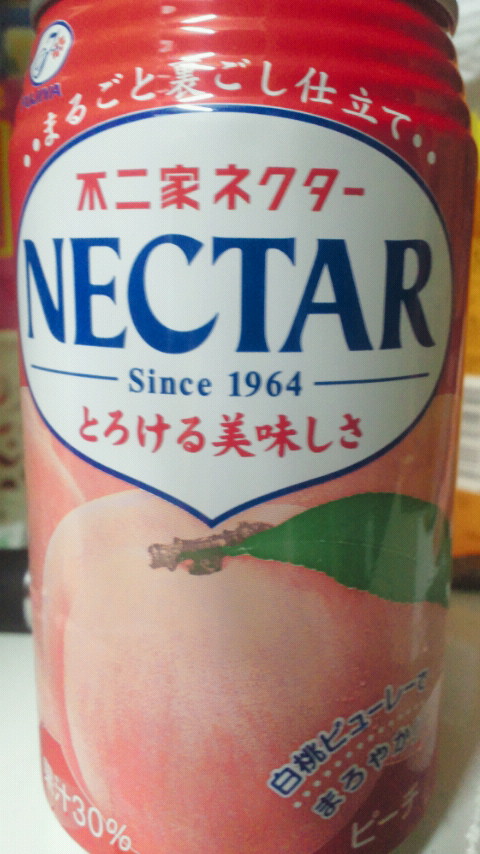 まるごと裏ごし仕立て
不二家ネクター
NECTAR
Since 1964
とろける美味しさ
白桃ピューレーで
まろやか
果汁30%
ピーチ